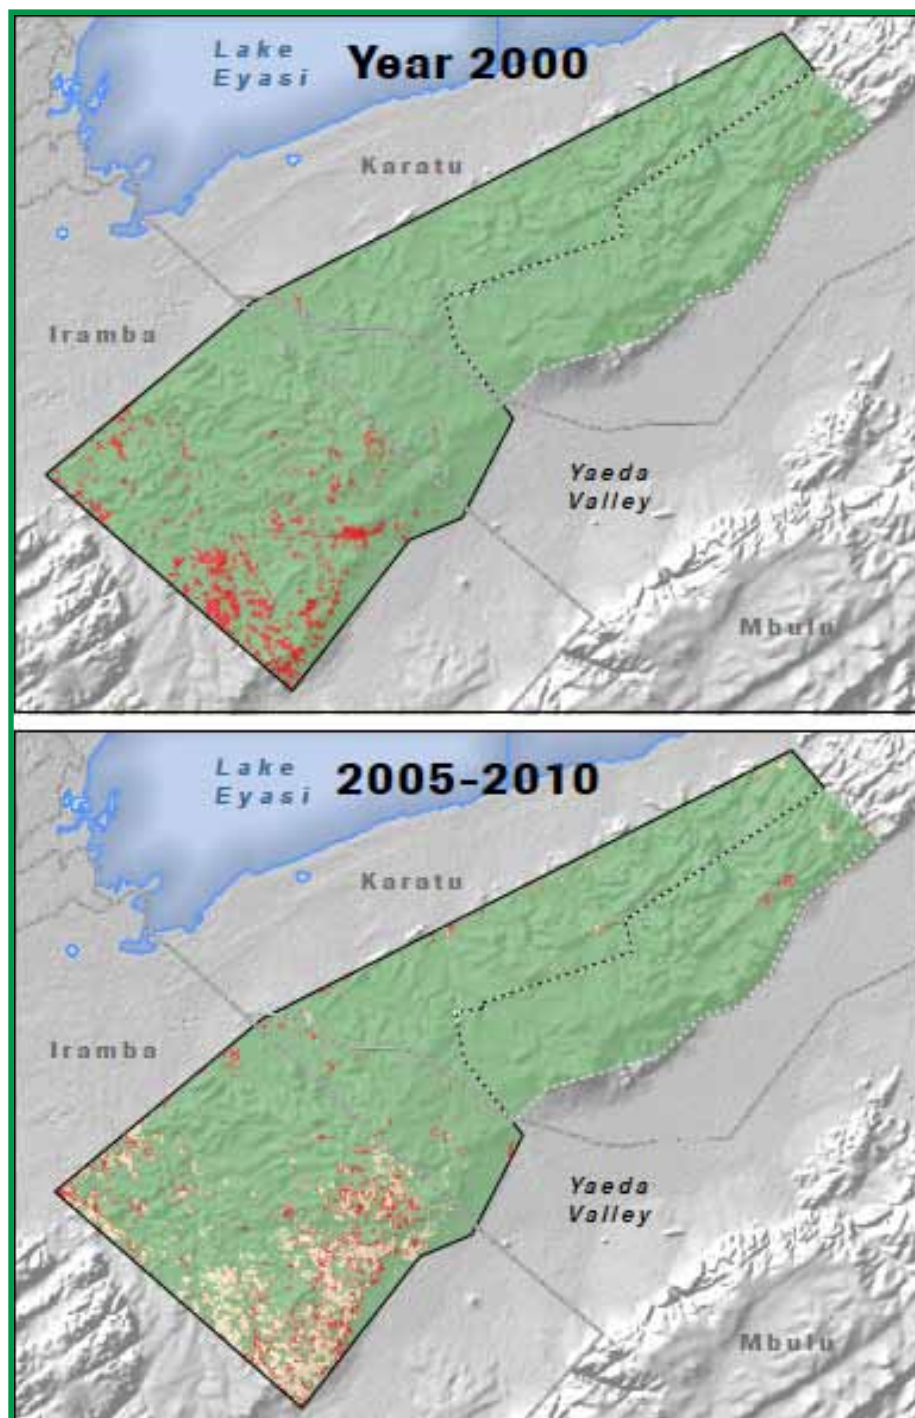 Lake
Eyasi
Year 2000
Karatu
Iramba
Yaeda
Valley
Mbulu
Lake
Eyasi
2005-2010
Karatu
Iramba
Yaeda
Valley
Mbulu